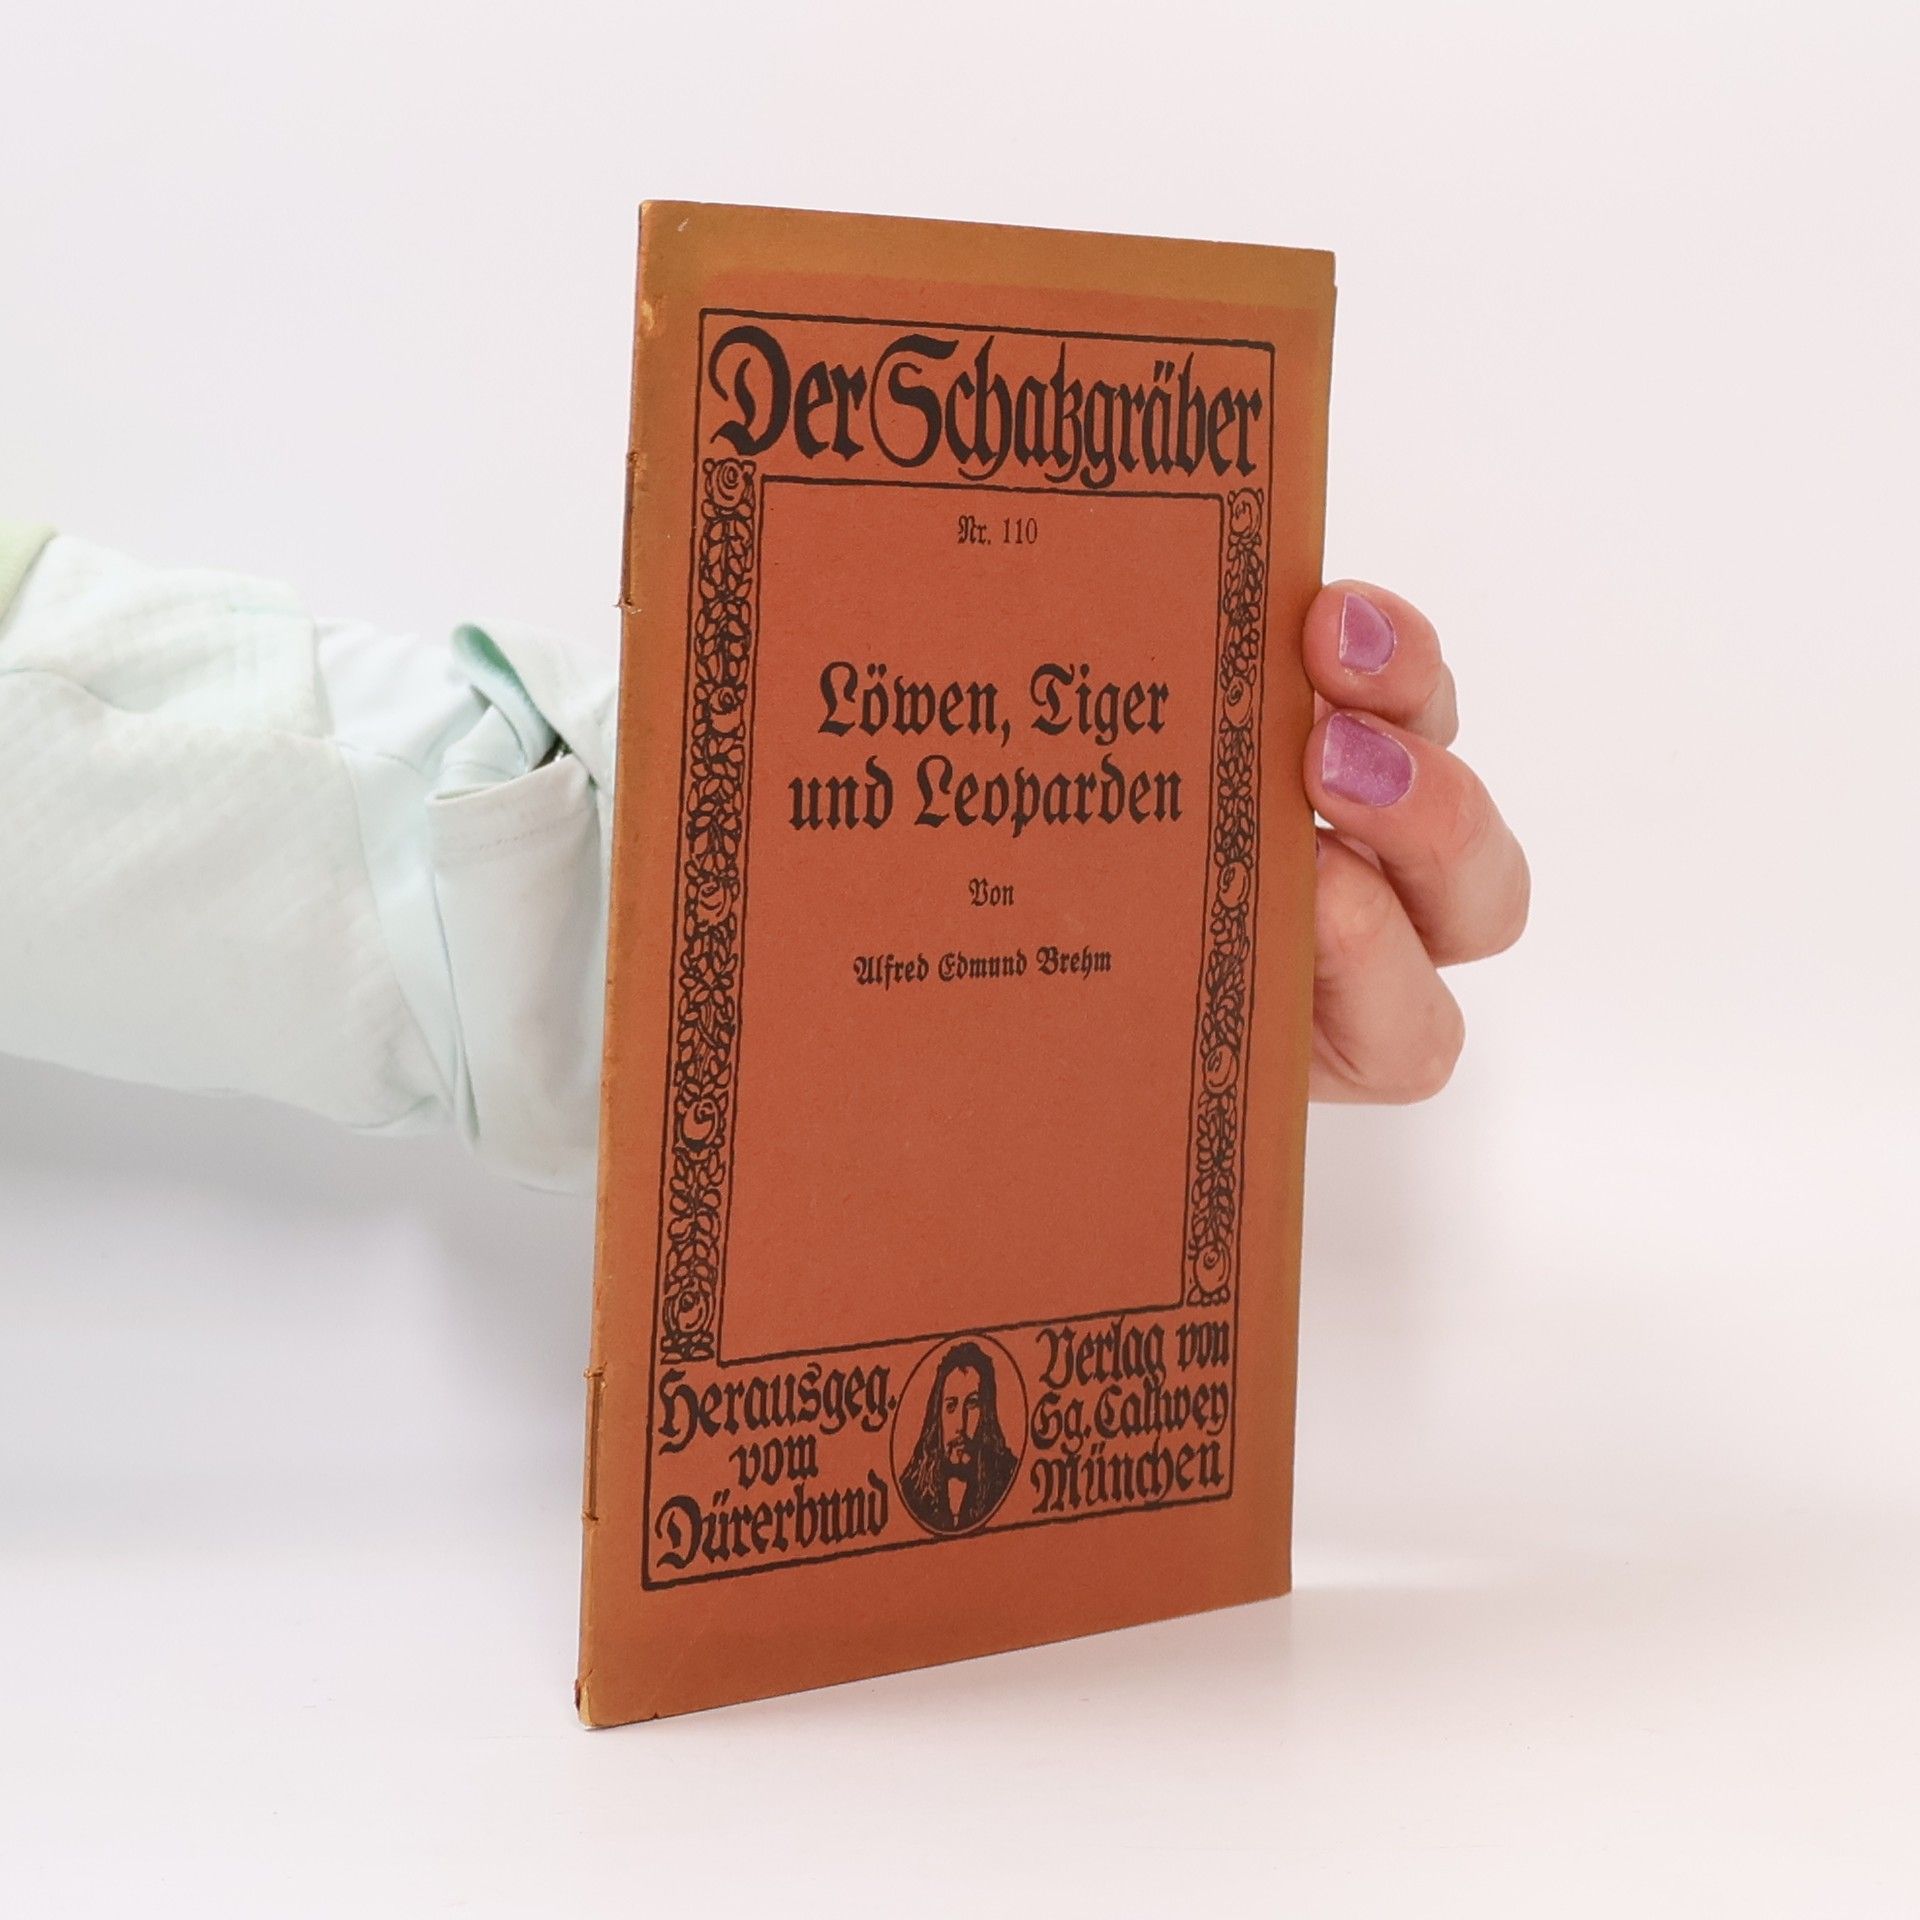 Der Schatzgräber
Nr. 110
Löwen, Tiger
und Leoparden
Von
Alfred Edmund Brehm
Herausgeg.
vom
Dürerbund
Verlag von
Gg. Callwey
München